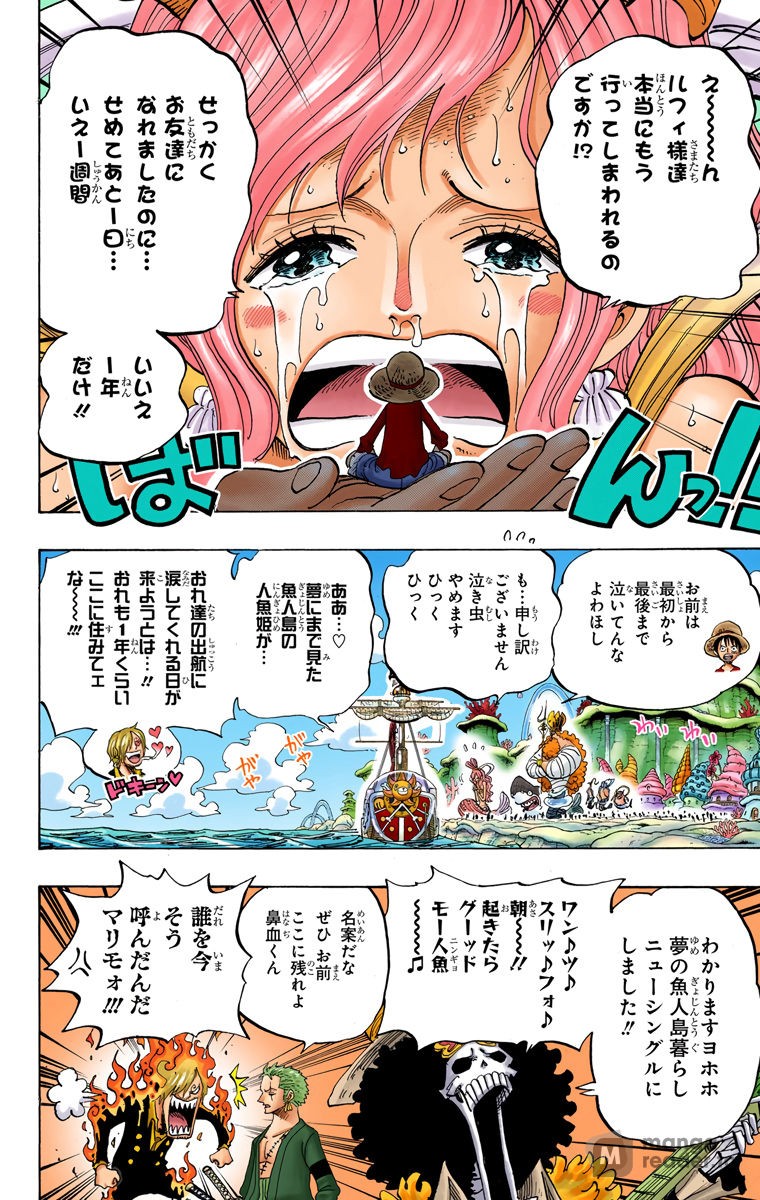 え〜〜〜ん
ルフィ様達
本当にもう
行ってしまわれるの
ですか!?
せっかく
お友達に
なれましたのに…
せめてあと一日…
いえ一週間
いいえ
1年
だけ!!
ばんっ!!
お前は
最初から
最後まで
泣いてんな
よわほし
も…申し訳
ございません
泣き虫
やめます
ひっく
ひっく
ああ…♡
夢にまで見た
魚人島の
人魚姫が…
おれ達の出航に
涙してくれる日が
来ようとは…!!
おれも1年くらい
ここに住みてェ
な〜〜!!!
わいわい
ガヤ
ガヤ
ドキーン♥
わかりますヨホホ
夢の魚人島暮らし
ニューシングルに
しました!!
ワン♪ツ♪
スリッ♪フォ♪
朝〜〜!!
起きたら
グーッド
モー人魚
〜〜〜♫
名案だな
ぜひ お前
ここに残れよ
鼻血くん
誰を今
そう
呼んだんだ
マリモォ!!!
M
manga
reader